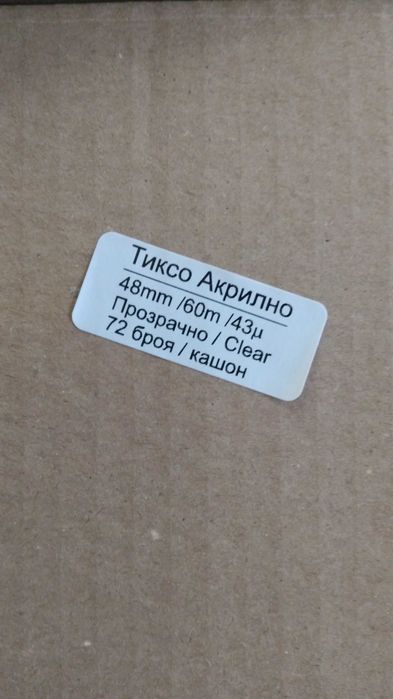 Тиксо Акрилно
48mm /60m /43µ
Прозрачно / Clear
72 броя / кашон